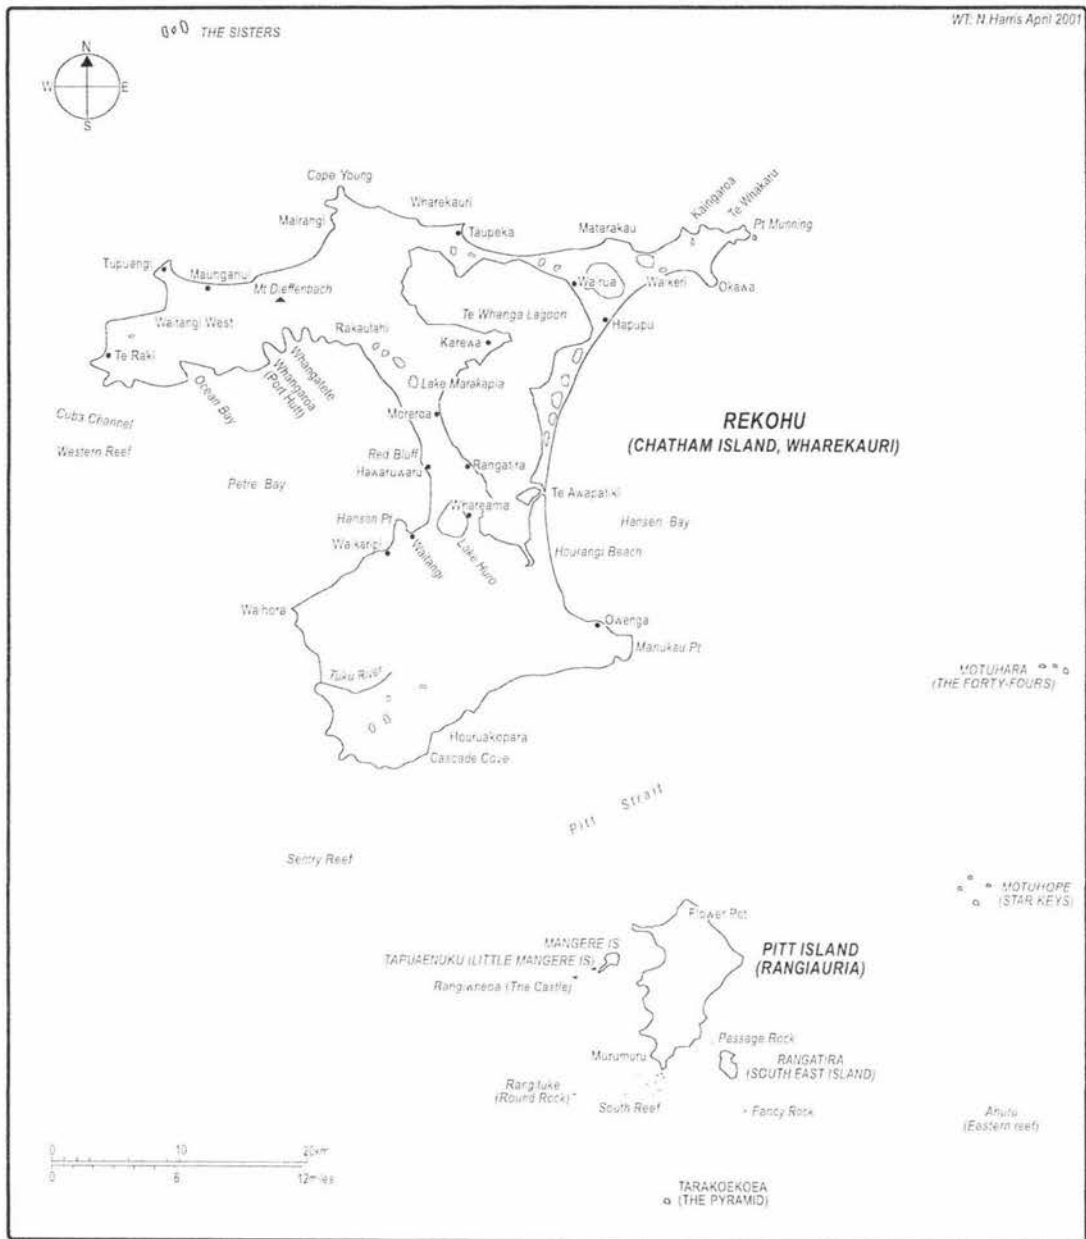 WT: N.Harris April 2001
THE SISTERS
N
W
E
S
Cape Young
Wharekauri
Mairangi
Taupeka
Matarakau
Kaingaroa
Te Whakaru
Pt Munning
Tupuangi
Maunganui
Mt Dieffenbach
Wairua
Waikeri
Okawa
Waitangi West
Te Whanga Lagoon
Hapupu
Rakautahi
Karewa
Te Raki
Whangatete
Whangaroa
(Port Hutt)
Ocean Bay
Lake Marakapia
Moreroa
Cuba Channel
Western Reef
REKOHU
(CHATHAM ISLAND, WHAREKAURI)
Red Bluff
Hawaruwaru
Rangatira
Petre Bay
Te Awapatiki
Whareama
Hanson Pt
Hansen Bay
Waikaripi
Waitangi
Lake Huro
Hourangi Beach
Waihora
Owenga
Manukau Pt
Tuku River
MOTUHARA
(THE FORTY-FOURS)
Houruakopara
Cascade Cove
Pitt Strait
Sentry Reef
MOTUHOPE
(STAR KEYS)
Flower Pot
MANGERE IS
TAPUAENUKU (LITTLE MANGERE IS)
PITT ISLAND
(RANGIAURIA)
Rangiwheoa (The Castle)
Passage Rock
Murumuru
RANGATIRA
(SOUTH EAST ISLAND)
Rangituke
(Round Rock)
South Reef
Fancy Rock
(Eastern reef)
0 10 20km
0 6 12miles
TARAKOEKOEA
(THE PYRAMID)